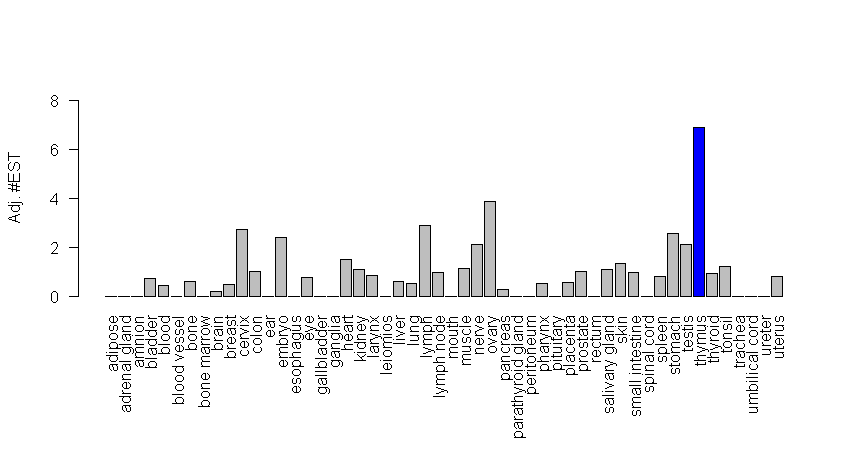 8
6
4
2
0
Adj. #EST
adipose
adrenal gland
amnion
bladder
blood
blood vessel
bone
bone marrow
brain
breast
cervix
colon
ear
embryo
esophagus
eye
gallbladder
ganglia
heart
kidney
larynx
leiomios
liver
lung
lymph
lymph node
mouth
muscle
nerve
ovary
pancreas
parathyroid gland
peritoneum
pharynx
pituitary
placenta
prostate
rectum
salivary gland
skin
small intestine
spinal cord
spleen
stomach
testis
thymus
thyroid
tonsil
trachea
umbilical cord
ureter
uterus